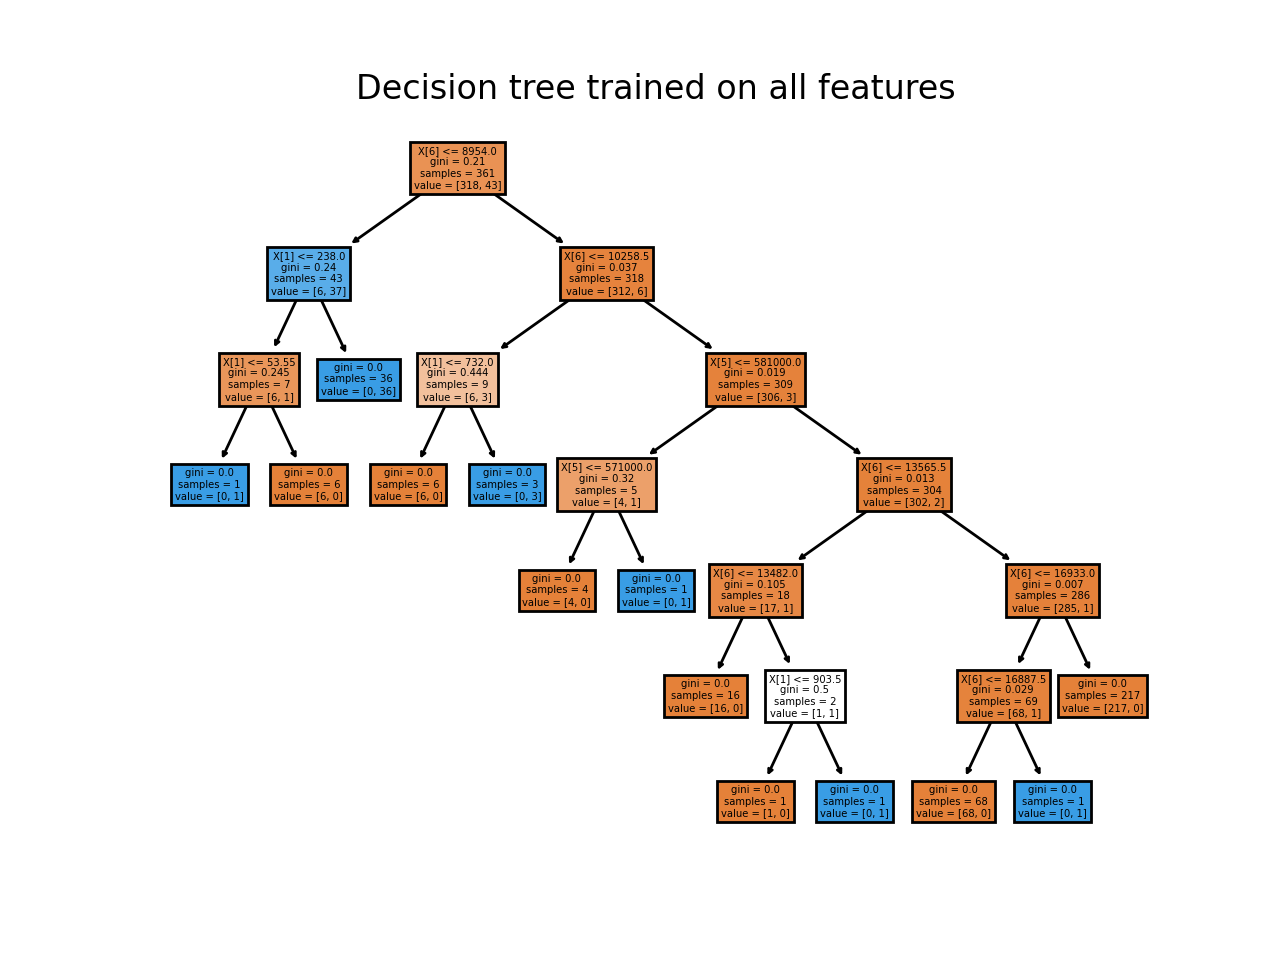 Decision tree trained on all features
X[6] <= 8954.0
gini = 0.21
samples = 361
value = [318, 43]
X[1] <= 238.0
gini = 0.24
samples = 43
value = [6, 37]
X[6] <= 10258.5
gini = 0.037
samples = 318
value = [312, 6]
X[1] <= 53.55
gini = 0.245
samples = 7
value = [6, 1]
gini = 0.0
samples = 36
value = [0, 36]
X[1] <= 732.0
gini = 0.444
samples = 9
value = [6, 3]
X[5] <= 581000.0
gini = 0.019
samples = 309
value = [306, 3]
gini = 0.0
samples = 1
value = [0, 1]
gini = 0.0
samples = 6
value = [6, 0]
gini = 0.0
samples = 6
value = [6, 0]
gini = 0.0
samples = 3
value = [0, 3]
X[5] <= 571000.0
gini = 0.32
samples = 5
value = [4, 1]
X[6] <= 13565.5
gini = 0.013
samples = 304
value = [302, 2]
gini = 0.0
samples = 4
value = [4, 0]
gini = 0.0
samples = 1
value = [0, 1]
X[6] <= 13482.0
gini = 0.105
samples = 18
value = [17, 1]
X[6] <= 16933.0
gini = 0.007
samples = 286
value = [285, 1]
gini = 0.0
samples = 16
value = [16, 0]
X[1] <= 903.5
gini = 0.5
samples = 2
value = [1, 1]
X[6] <= 16887.5
gini = 0.029
samples = 69
value = [68, 1]
gini = 0.0
samples = 217
value = [217, 0]
gini = 0.0
samples = 1
value = [1, 0]
gini = 0.0
samples = 1
value = [0, 1]
gini = 0.0
samples = 68
value = [68, 0]
gini = 0.0
samples = 1
value = [0, 1]